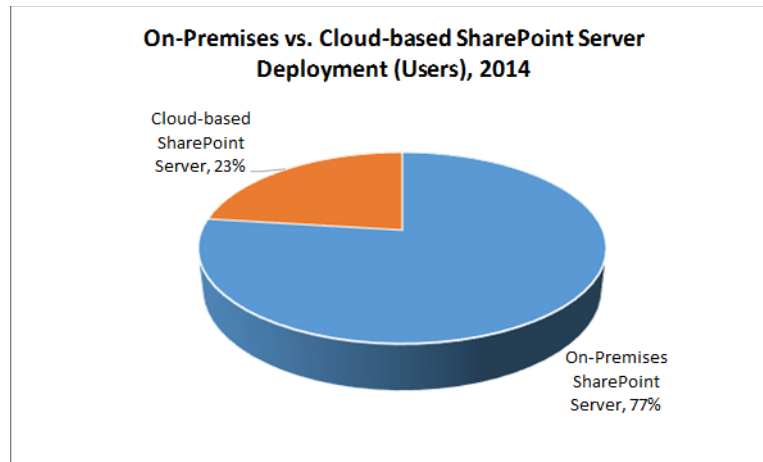 On-Premises vs. Cloud-based SharePoint Server
Deployment (Users), 2014
Cloud-based
SharePoint
Server, 23%
On-Premises
SharePoint
Server, 77%